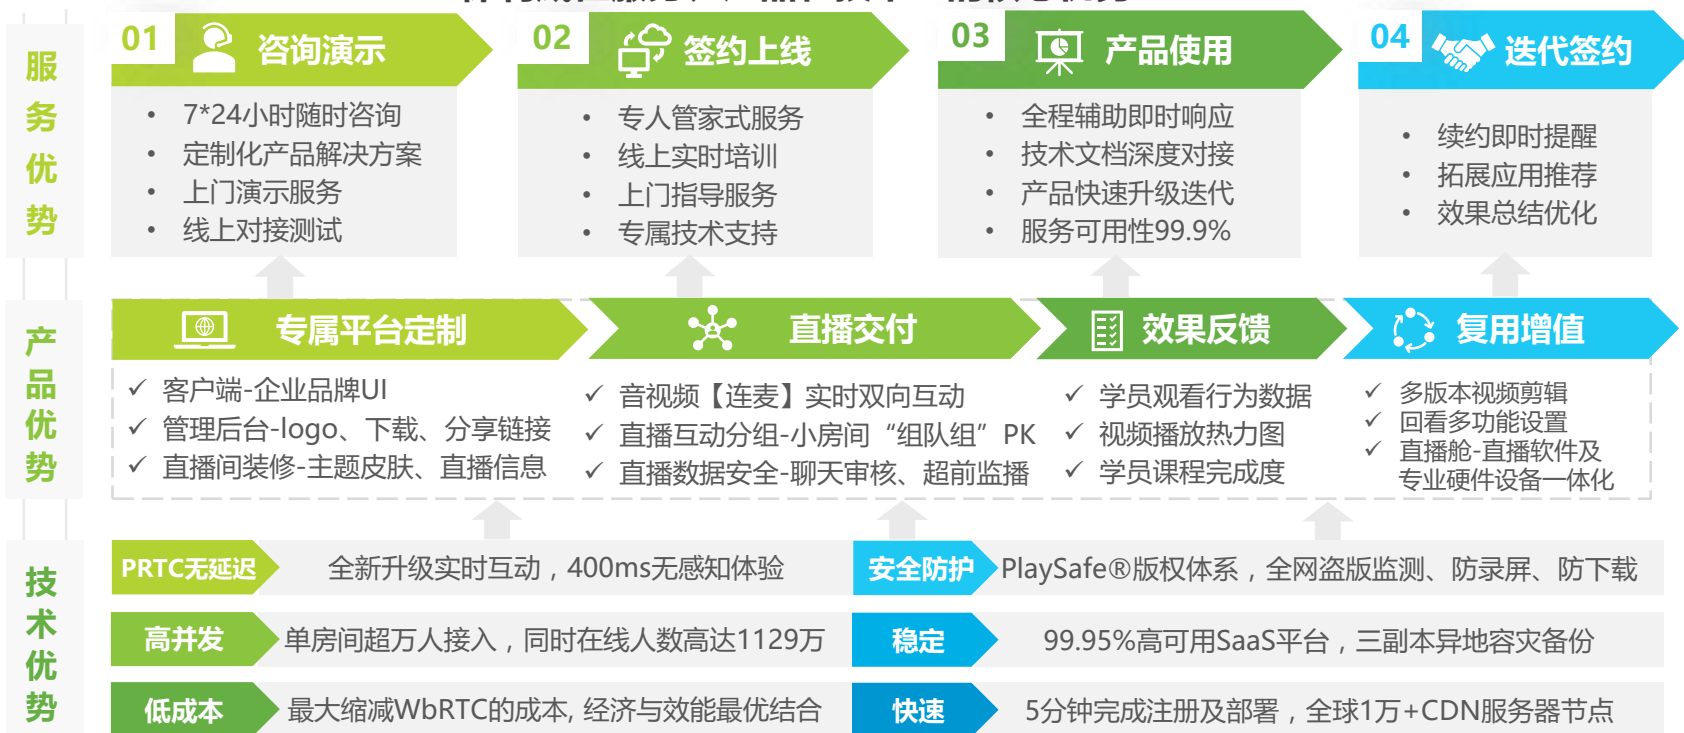 服务优势
01 咨询演示
7*24小时随时咨询
定制化产品解决方案
上门演示服务
线上对接测试
02 签约上线
专人管家式服务
线上实时培训
上门指导服务
专属技术支持
03 产品使用
全程辅助即时响应
技术文档深度对接
产品快速升级迭代
服务可用性99.9%
04 迭代签约
续约即时提醒
拓展应用推荐
效果总结优化
产品优势
专属平台定制
客户端-企业品牌UI
管理后台-logo、下载、分享链接
直播间装修-主题皮肤、直播信息
直播交付
音视频【连麦】实时双向互动
直播互动分组-小房间“组队组”PK
直播数据安全-聊天审核、超前监播
效果反馈
学员观看行为数据
视频播放热力图
学员课程完成度
复用增值
多版本视频剪辑
回看多功能设置
直播舱-直播软件及
专业硬件设备一体化
技术优势
PRTC无延迟 全新升级实时互动，400ms无感知体验
安全防护 PlaySafe®版权体系，全网盗版监测、防录屏、防下载
高并发 单房间超万人接入，同时在线人数高达1129万
稳定 99.95%高可用SaaS平台，三副本异地容灾备份
低成本 最大缩减WbRTC的成本, 经济与效能最优结合
快速 5分钟完成注册及部署，全球1万+CDN服务器节点